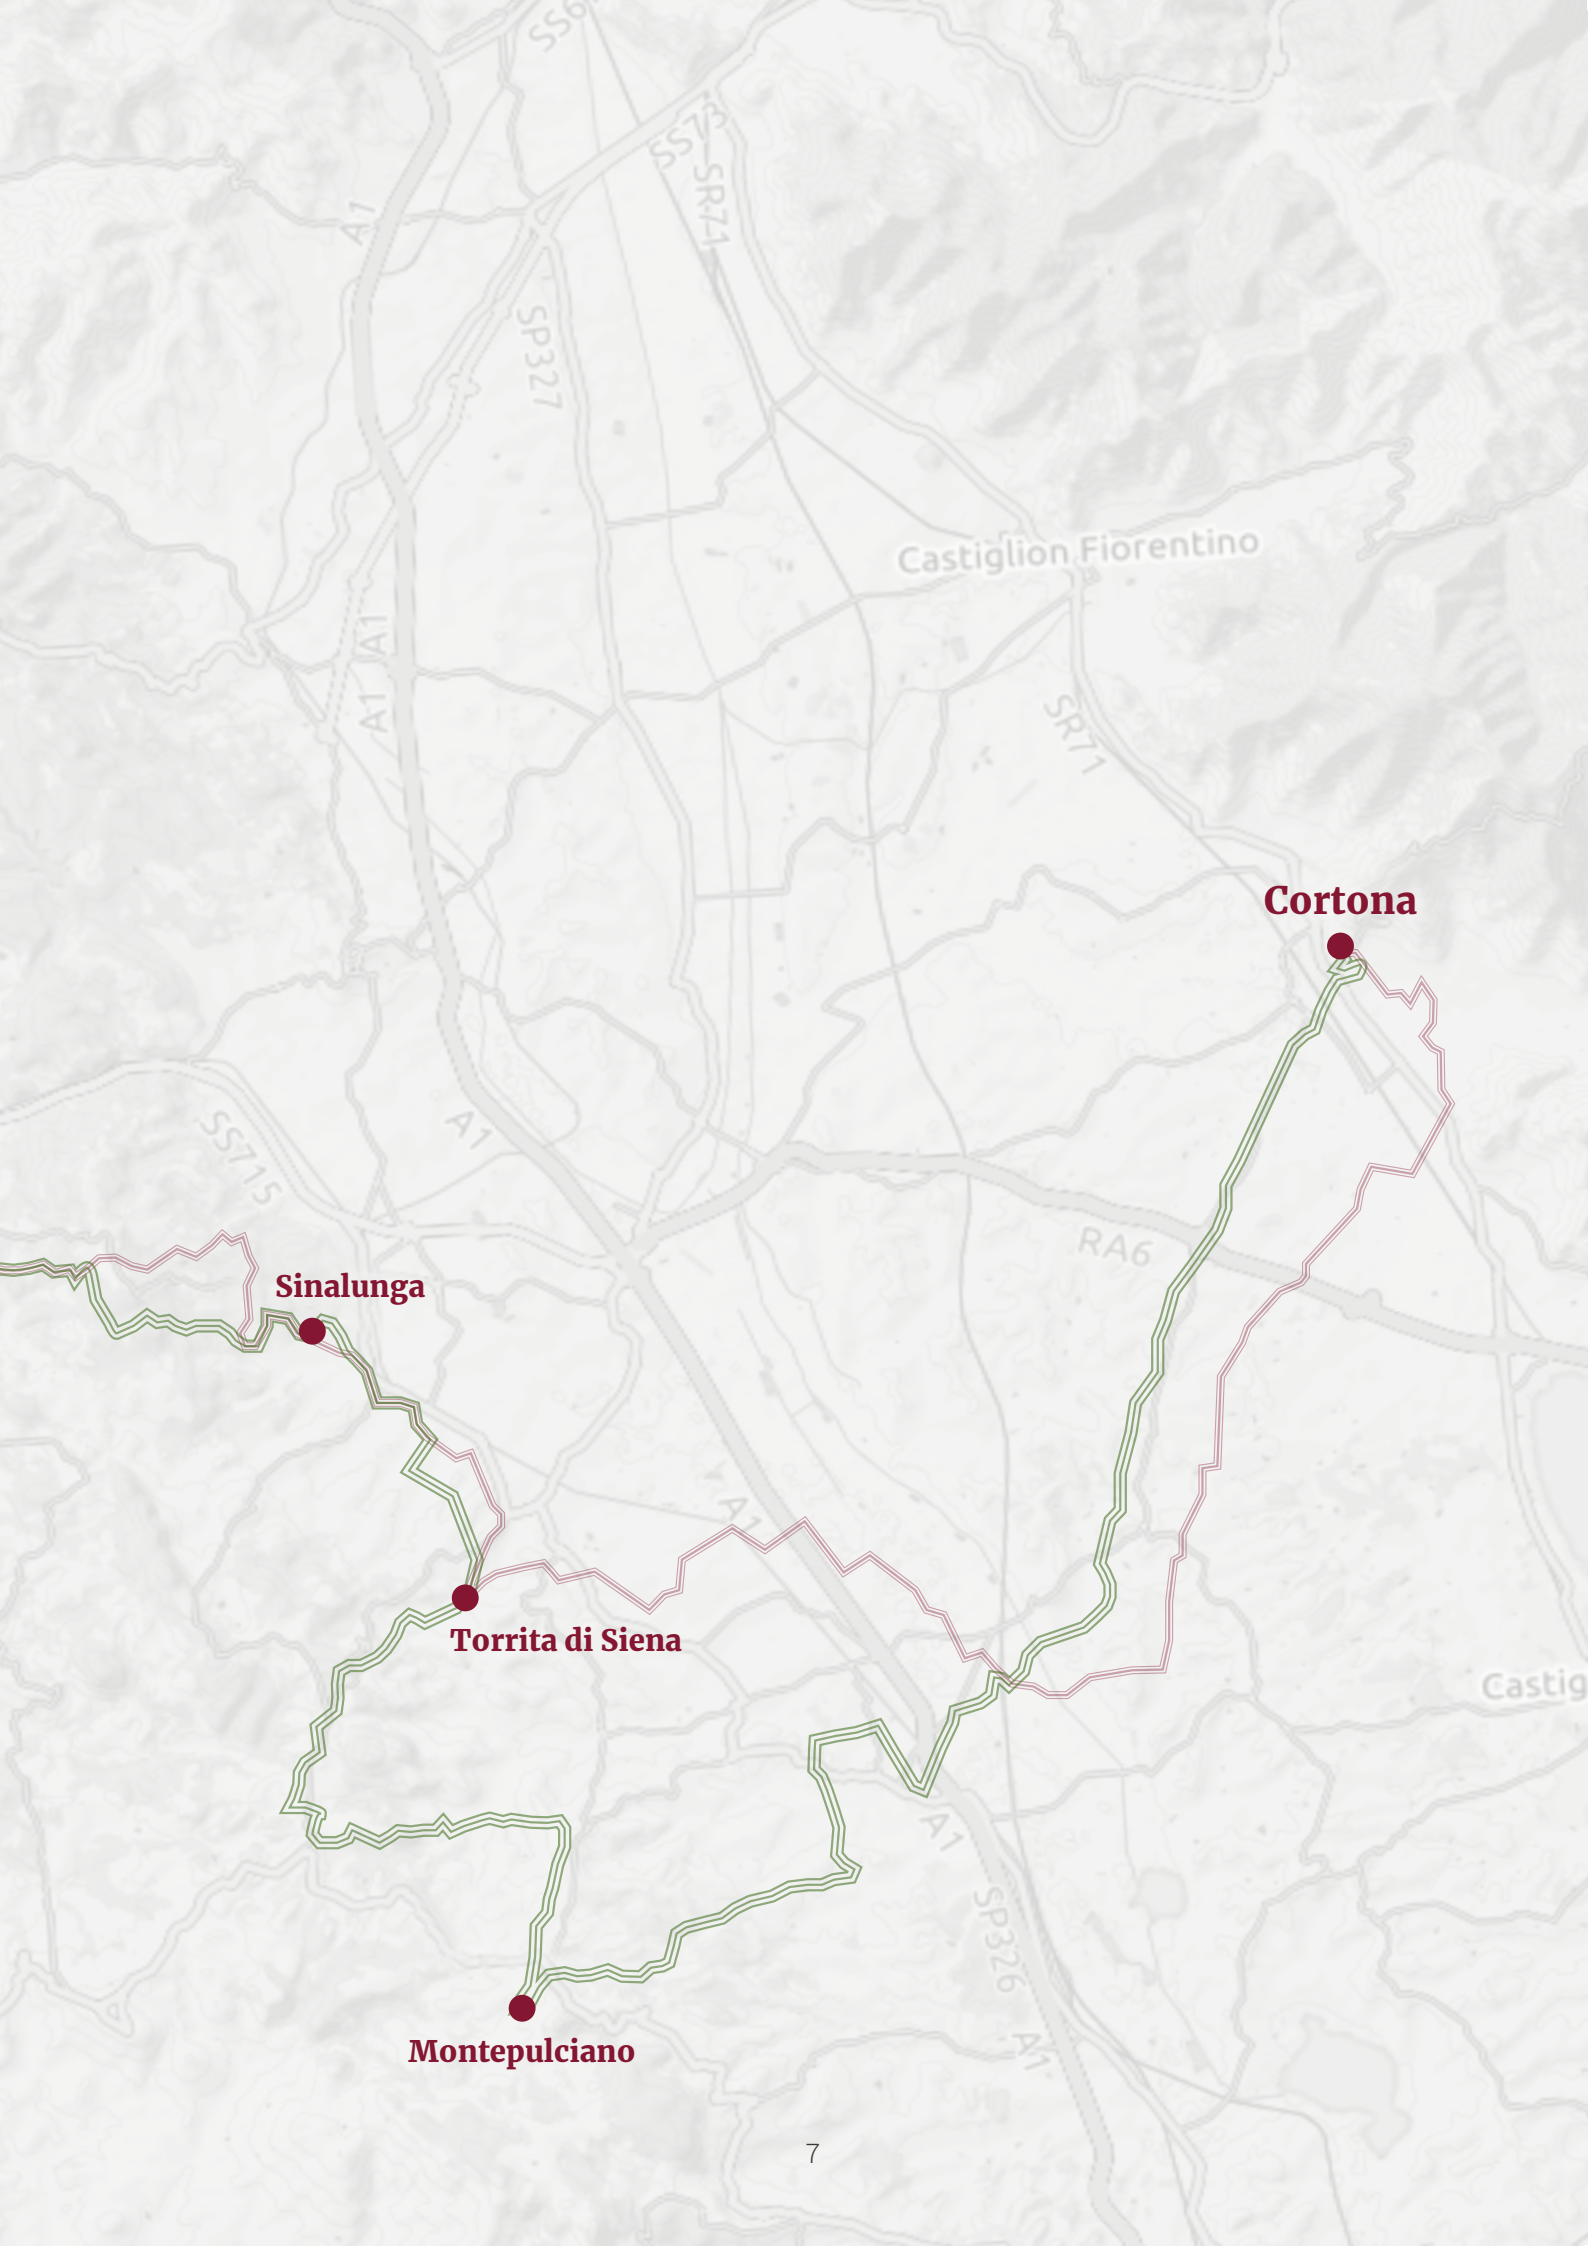 SS6
SS73
SR71
A1
SP327
Castiglion Fiorentino
A1
A1
SR71
Cortona
A1
SS715
RA6
Sinalunga
A1
Torrita di Siena
Castig
A1
SP326
Montepulciano
A1
7